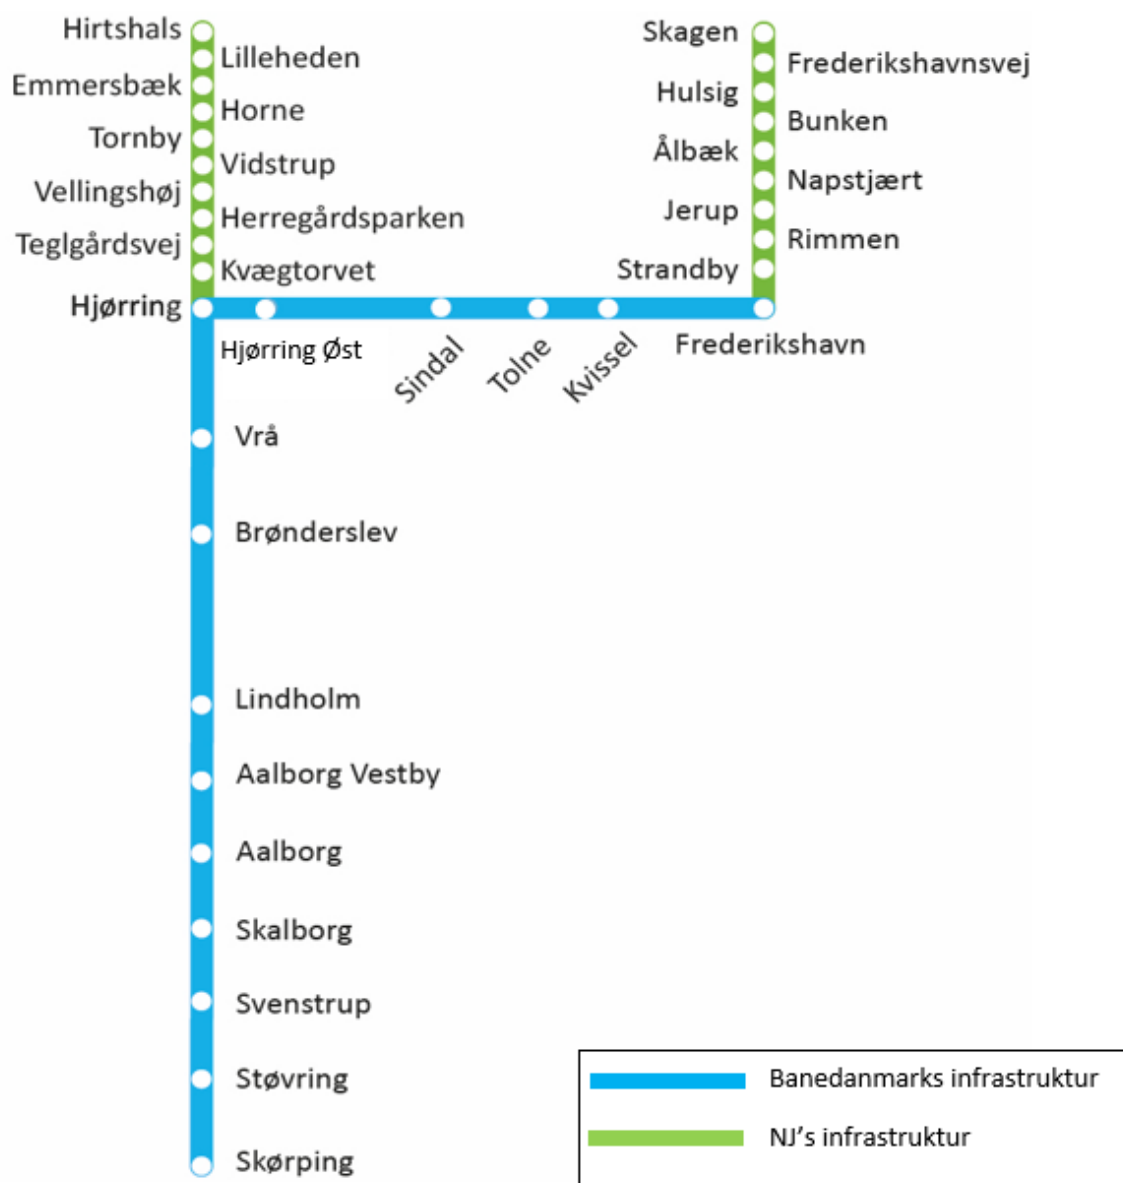 Hirtshals
Lilleheden
Emmersbæk
Horne
Tornby
Vidstrup
Vellingshøj
Herregårdsparken
Teglgårdsvej
Kvægtorvet
Hjørring
Hjørring Øst
Sindal
Tolne
Kvissel
Frederikshavn
Skagen
Frederikshavnsvej
Hulsig
Bunken
Ålbæk
Napstjært
Jerup
Rimmen
Strandby
Vrå
Brønderslev
Lindholm
Aalborg Vestby
Aalborg
Skalborg
Svenstrup
Støvring
Skørping
Banedanmarks infrastruktur
NJ's infrastruktur